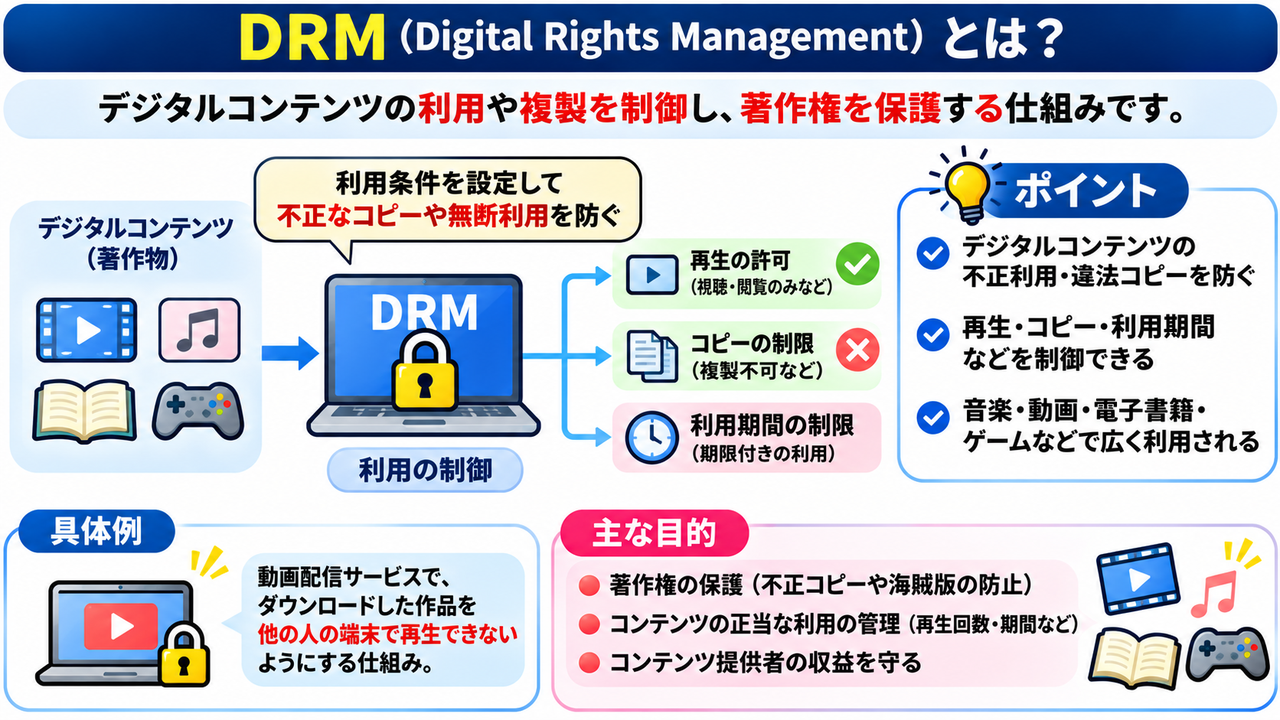 DRM（Digital Rights Management）とは？
デジタルコンテンツの利用や複製を制御し、著作権を保護する仕組みです。
利用条件を設定して
不正なコピーや無断利用を防ぐ
デジタルコンテンツ
（著作物）
DRM
利用の制御
再生の許可
（視聴・閲覧のみなど）
コピーの制限
（複製不可など）
利用期間の制限
（期限付きの利用）
ポイント
デジタルコンテンツの
不正利用・違法コピーを防ぐ
再生・コピー・利用期間
などを制御できる
音楽・動画・電子書籍・
ゲームなどで広く利用される
具体例
動画配信サービスで、
ダウンロードした作品を
他の人の端末で再生できない
ようにする仕組み。
主な目的
著作権の保護（不正コピーや海賊版の防止）
コンテンツの正当な利用の管理（再生回数・期間など）
コンテンツ提供者の収益を守る